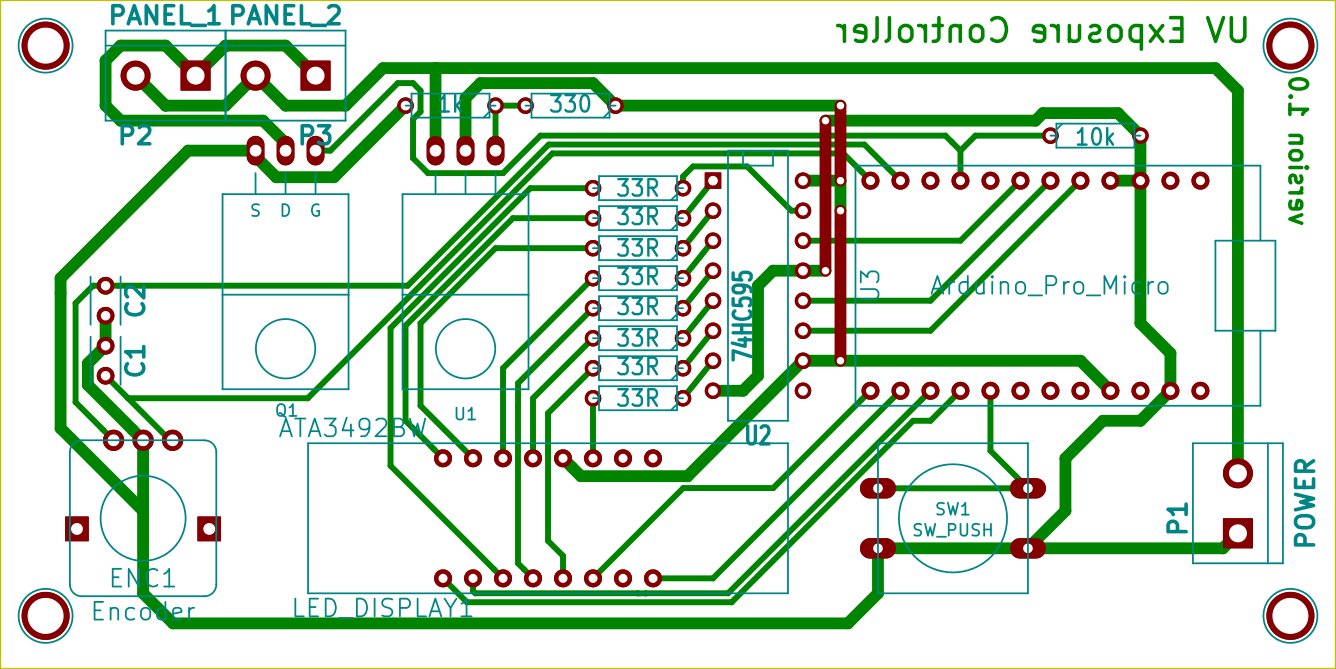 PANEL_1 PANEL_2
UV Exposure Controller
version 1.0
P2
P3
1k
330
10k
S D G
33R
33R
33R
33R
33R
33R
33R
33R
74HC595
U2
U3
Arduino_Pro_Micro
C2
C1
Q1
U1
ATA3492BW
SW1
SW_PUSH
P1
POWER
ENC1
Encoder
LED_DISPLAY1